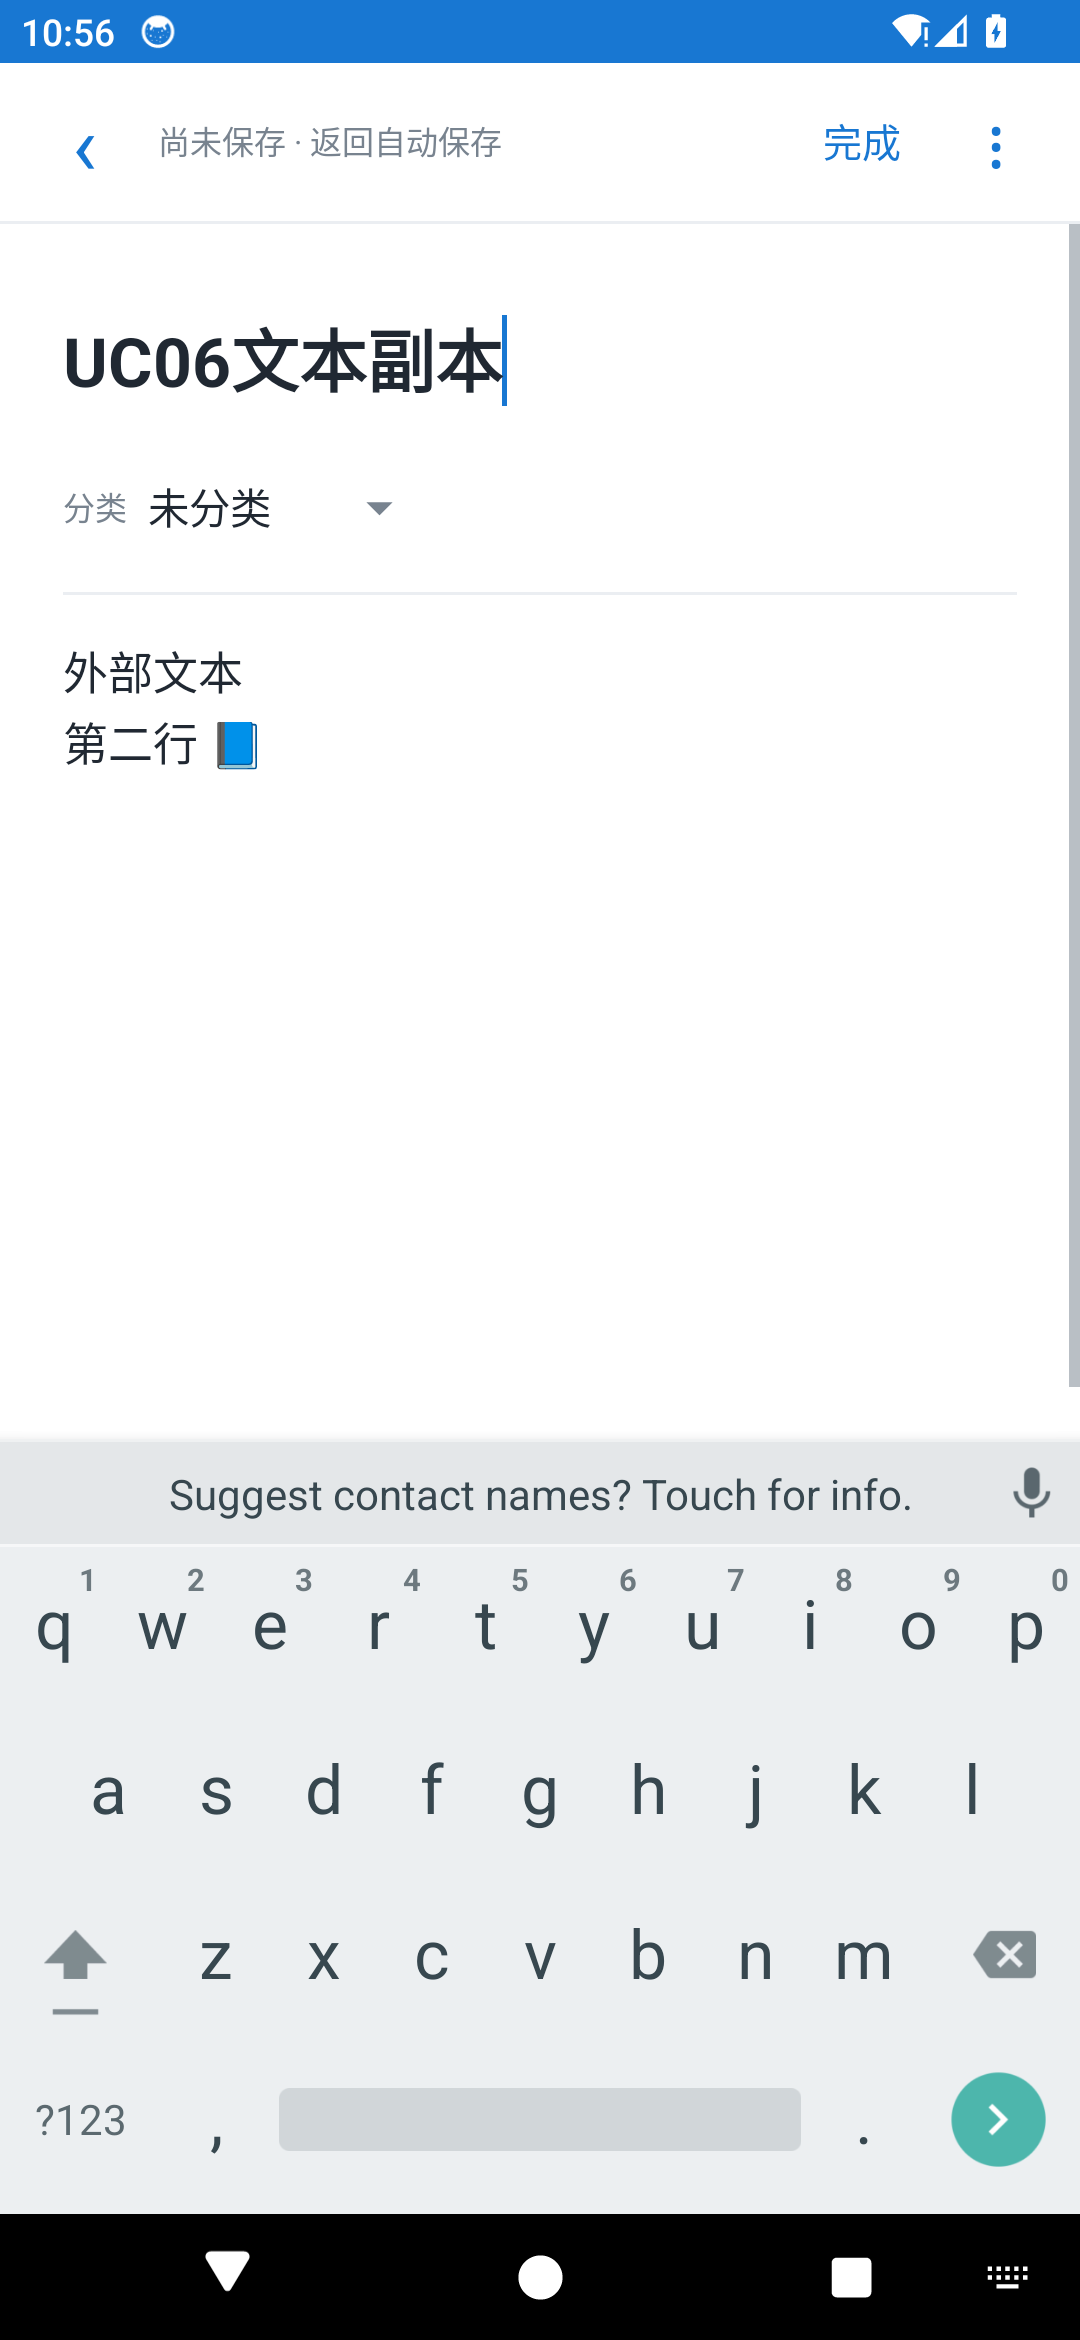 10:56
尚未保存 · 返回自动保存
完成
UC06文本副本
分类 未分类
外部文本
第二行 📘
Suggest contact names? Touch for info.
1 2 3 4 5 6 7 8 9 0
q w e r t y u i o p
a s d f g h j k l
z x c v b n m
?123 , .